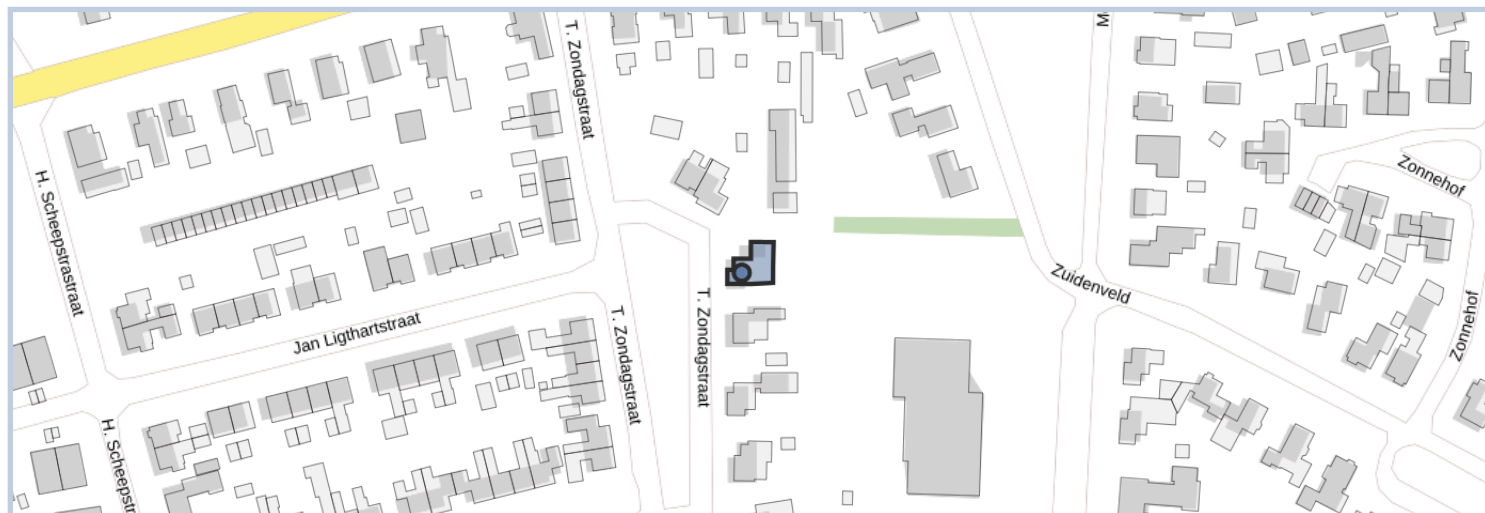 T. Zondagstraat
M
H. Scheepstrastraat
Zonnehof
Zuidenveld
T. Zondagstraat
T. Zondagstraat
Jan Ligthartstraat
Zonnehof
H. Scheepstr